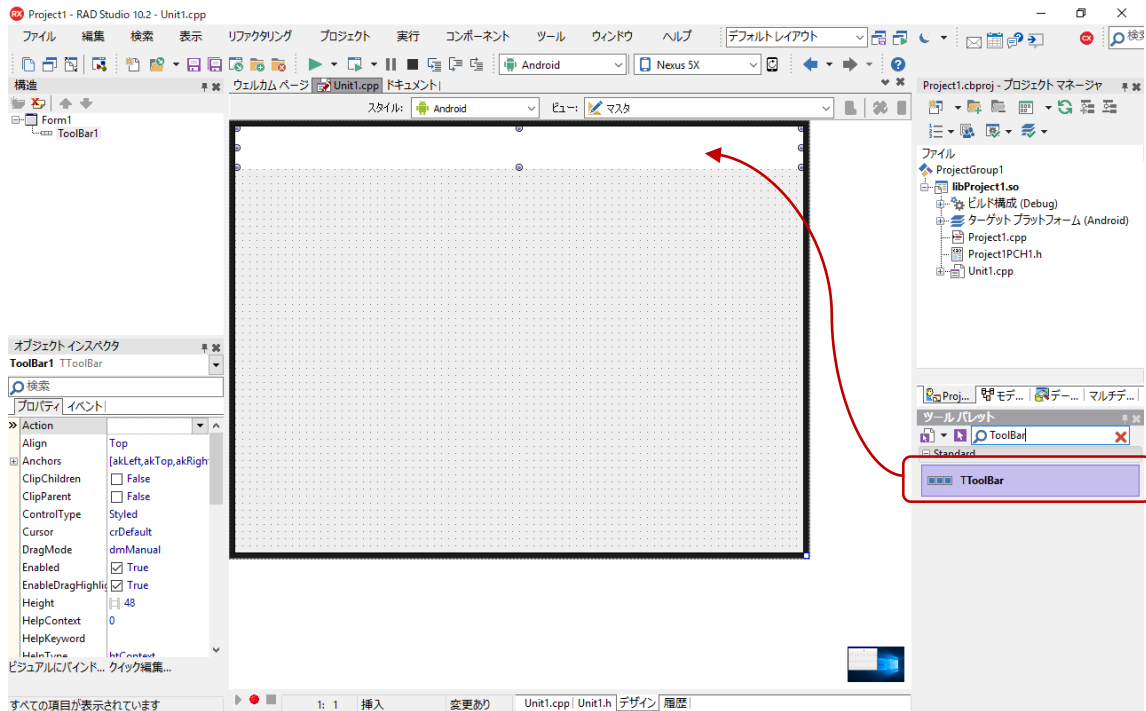 Project1 - RAD Studio 10.2 - Unit1.cpp
ファイル 編集 検索 表示 リファクタリング プロジェクト 実行 コンポーネント ツール ウィンドウ ヘルプ デフォルト レイアウト
Android Nexus 5X
構造
Form1
ToolBar1
ウェルカム ページ Unit1.cpp ドキュメント
スタイル: Android ビュー: マスタ
Project1.cbproj - プロジェクト マネージャ
ファイル
ProjectGroup1
libProject1.so
ビルド構成 (Debug)
ターゲット プラットフォーム (Android)
Project1.cpp
Project1PCH1.h
Unit1.cpp
オブジェクト インスペクタ
ToolBar1 TToolBar
検索
プロパティ イベント
Action
Align Top
Anchors [akLeft,akTop,akRigh
ClipChildren False
ClipParent False
ControlType Styled
Cursor crDefault
DragMode dmManual
Enabled True
EnableDragHighlig True
Height 48
HelpContext 0
HelpKeyword
HelpType htContext
ビジュアルにバインド... クイック編集...
すべての項目が表示されています
Proj... モデ... デー... マルチデ...
ツール パレット
ToolBar
Standard
TToolBar
1: 1 挿入 変更あり Unit1.cpp Unit1.h デザイン 履歴